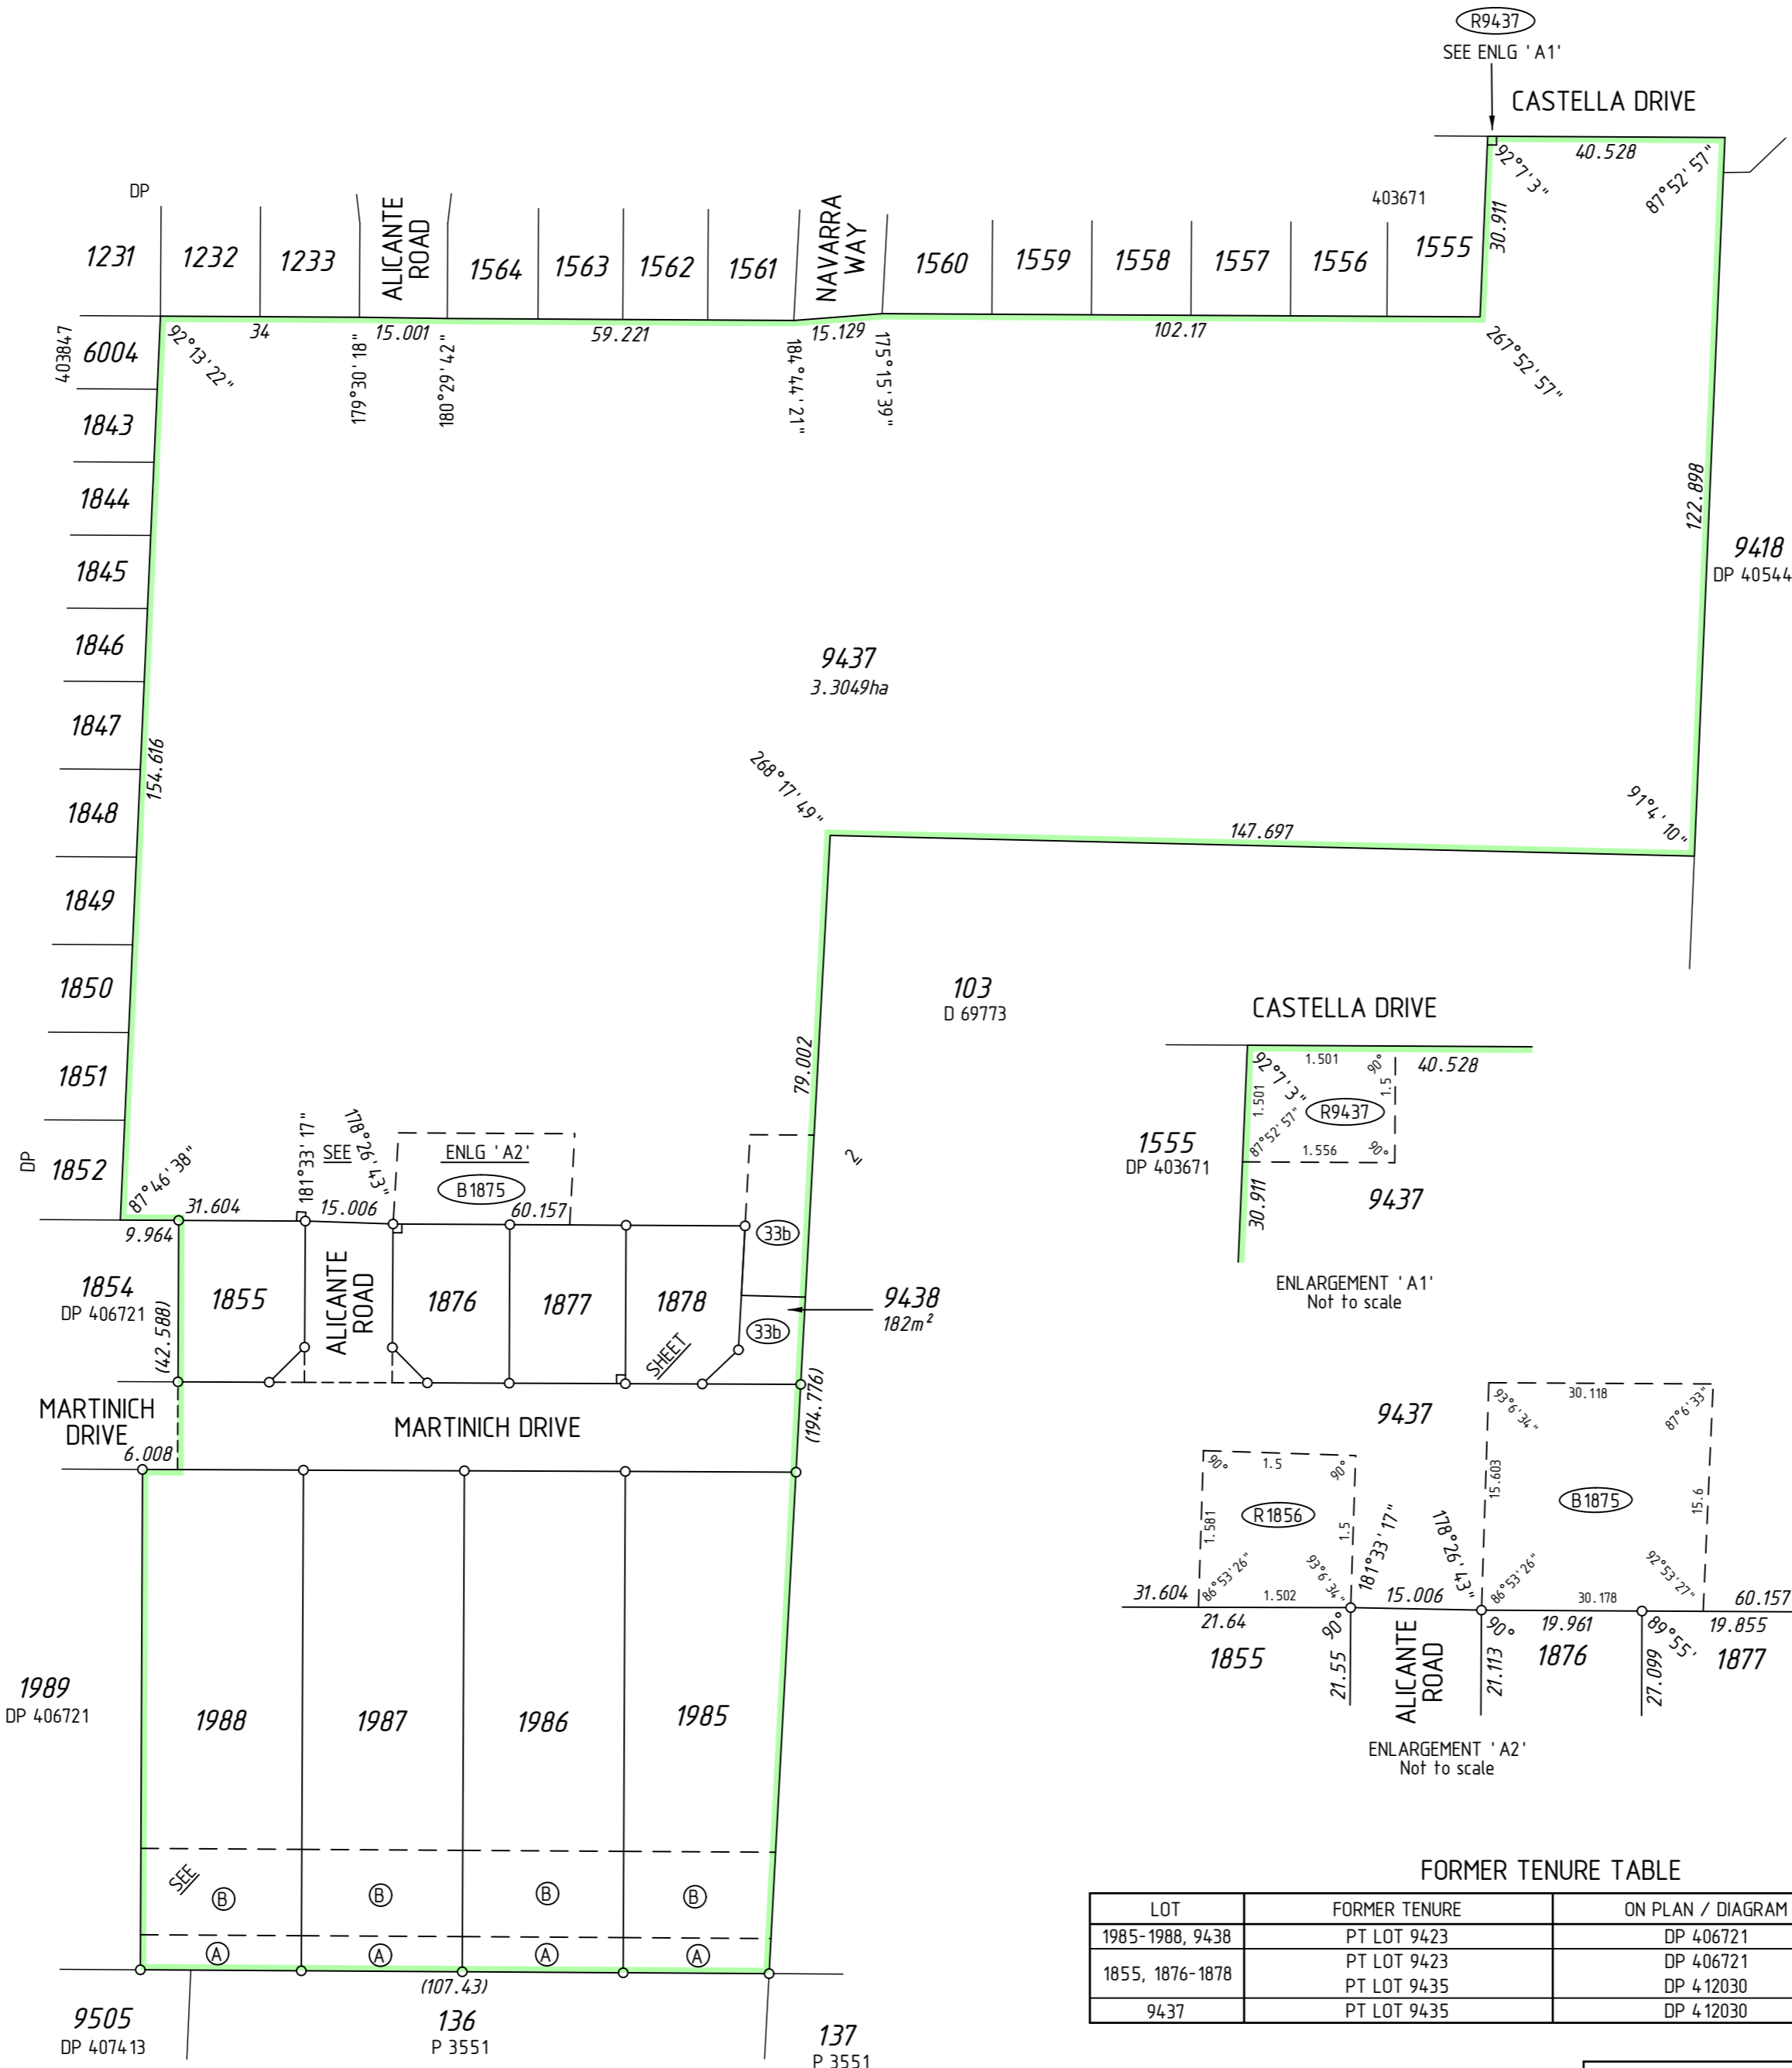 R9437
SEE ENLG 'A1'
CASTELLA DRIVE
40.528
92°7'3"
87°52'57"
30.911
403671
DP
1231
1232
1233
ALICANTE
ROAD
1564
1563
1562
1561
NAVARRA
WAY
1560
1559
1558
1557
1556
1555
34
15.001
59.221
15.129
102.17
92°13'22"
179°30'18"
180°29'42"
184°44'21"
175°15'39"
267°52'57"
403847
6004
1843
1844
1845
1846
1847
1848
1849
1850
1851
DP
1852
154.616
122.898
9418
DP 40544
9437
3.3049ha
268°17'49"
147.697
91°4'10"
103
D 69773
79.002
2
87°46'38"
31.604
9.964
181°33'17"
SEE
178°26'43"
15.006
ENLG 'A2'
B1875
60.157
33b
1854
DP 406721
(42.588)
1855
ALICANTE
ROAD
1876
1877
1878
SHEET
33b
9438
182m²
(194.776)
MARTINICH
DRIVE
MARTINICH DRIVE
6.008
1989
DP 406721
1988
1987
1986
1985
SEE
B
B
B
B
A
A
A
A
(107.43)
9505
DP 407413
136
P 3551
137
P 3551
CASTELLA DRIVE
92°7'3"
1.501
90°
40.528
1.501
1.5
R9437
87°52'57"
1.556
90°
1555
DP 403671
30.911
9437
ENLARGEMENT 'A1'
Not to scale
9437
93°6'34"
30.118
87°6'33"
90°
1.5
90°
15.603
B1875
15.6
R1856
1.581
1.5
181°33'17"
178°26'43"
86°53'26"
93°6'34"
86°53'26"
92°53'27"
31.604
1.502
15.006
30.178
60.157
21.64
90°
90°
19.961
89°55'
19.855
1855
21.55
ALICANTE
ROAD
21.113
1876
27.099
1877
ENLARGEMENT 'A2'
Not to scale
FORMER TENURE TABLE
LOT FORMER TENURE ON PLAN / DIAGRAM
1985-1988, 9438 PT LOT 9423 DP 406721
1855, 1876-1878 PT LOT 9423 DP 406721
PT LOT 9435 DP 412030
9437 PT LOT 9435 DP 412030